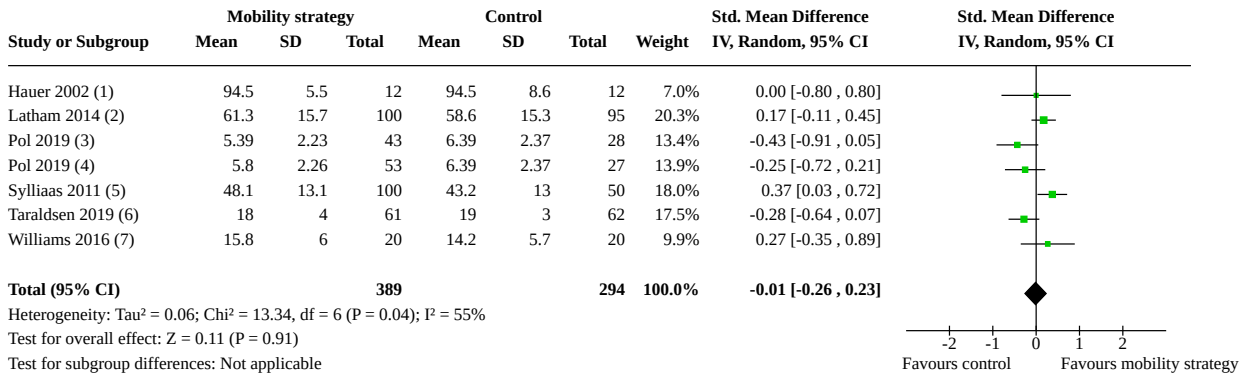 Mobility strategy Control Std. Mean Difference Std. Mean Difference
Study or Subgroup Mean SD Total Mean SD Total Weight IV, Random, 95% CI IV, Random, 95% CI
Hauer 2002 (1) 94.5 5.5 12 94.5 8.6 12 7.0% 0.00 [-0.80 , 0.80]
Latham 2014 (2) 61.3 15.7 100 58.6 15.3 95 20.3% 0.17 [-0.11 , 0.45]
Pol 2019 (3) 5.39 2.23 43 6.39 2.37 28 13.4% -0.43 [-0.91 , 0.05]
Pol 2019 (4) 5.8 2.26 53 6.39 2.37 27 13.9% -0.25 [-0.72 , 0.21]
Sylliaas 2011 (5) 48.1 13.1 100 43.2 13 50 18.0% 0.37 [0.03 , 0.72]
Taraldsen 2019 (6) 18 4 61 19 3 62 17.5% -0.28 [-0.64 , 0.07]
Williams 2016 (7) 15.8 6 20 14.2 5.7 20 9.9% 0.27 [-0.35 , 0.89]
Total (95% CI) 389 294 100.0% -0.01 [-0.26 , 0.23]
Heterogeneity: Tau² = 0.06; Chi² = 13.34, df = 6 (P = 0.04); I² = 55%
Test for overall effect: Z = 0.11 (P = 0.91)
Test for subgroup differences: Not applicable
-2 -1 0 1 2
Favours control Favours mobility strategy